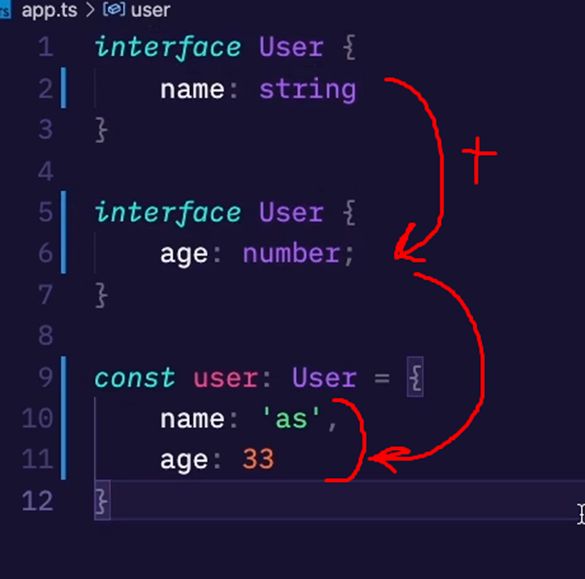 app.ts > user
1 interface User {
2 name: string
3 }
4
5 interface User {
6 age: number;
7 }
8
9 const user: User = {
10 name: 'as',
11 age: 33
12 }
+